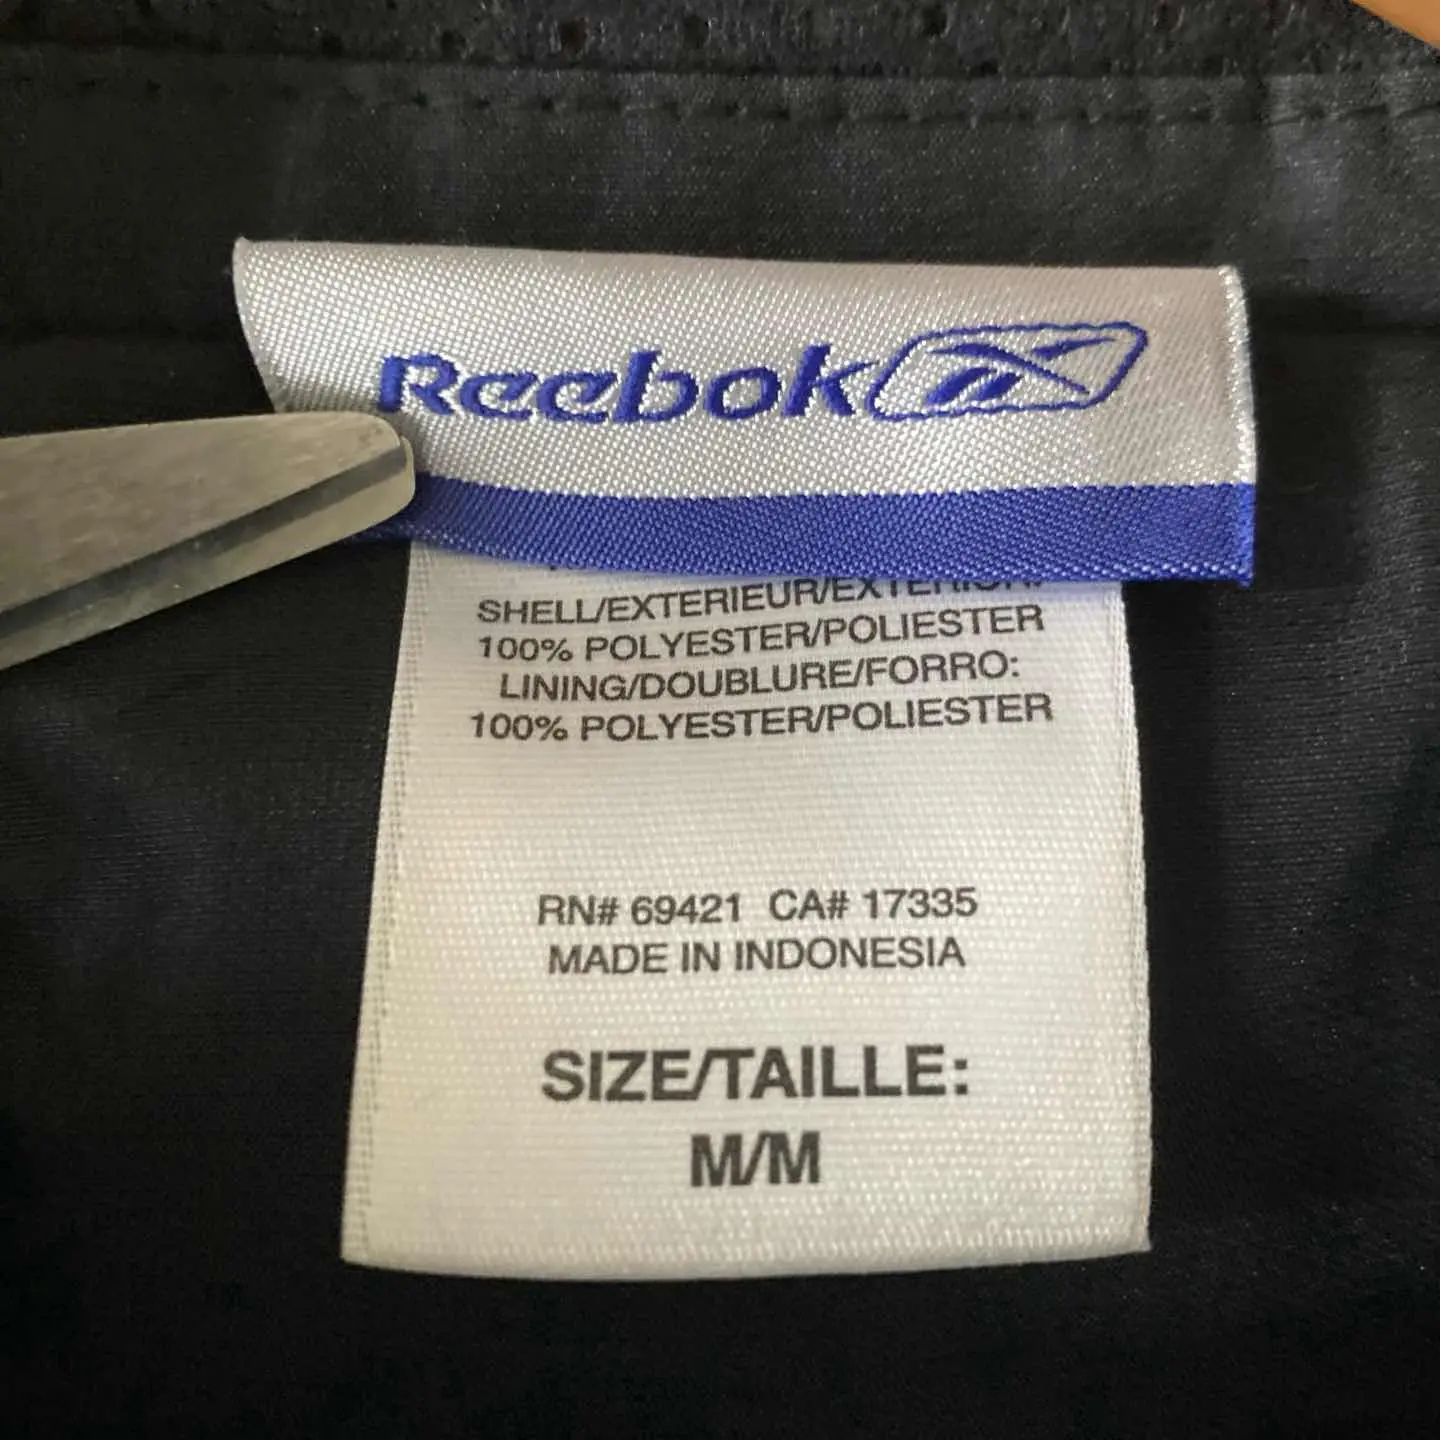 Reebok
SHELL/EXTERIEUR/EXTERIOR:
100% POLYESTER/POLIESTER
LINING/DOUBLURE/FORRO:
100% POLYESTER/POLIESTER
RN# 69421 CA# 17335
MADE IN INDONESIA
SIZE/TAILLE:
M/M